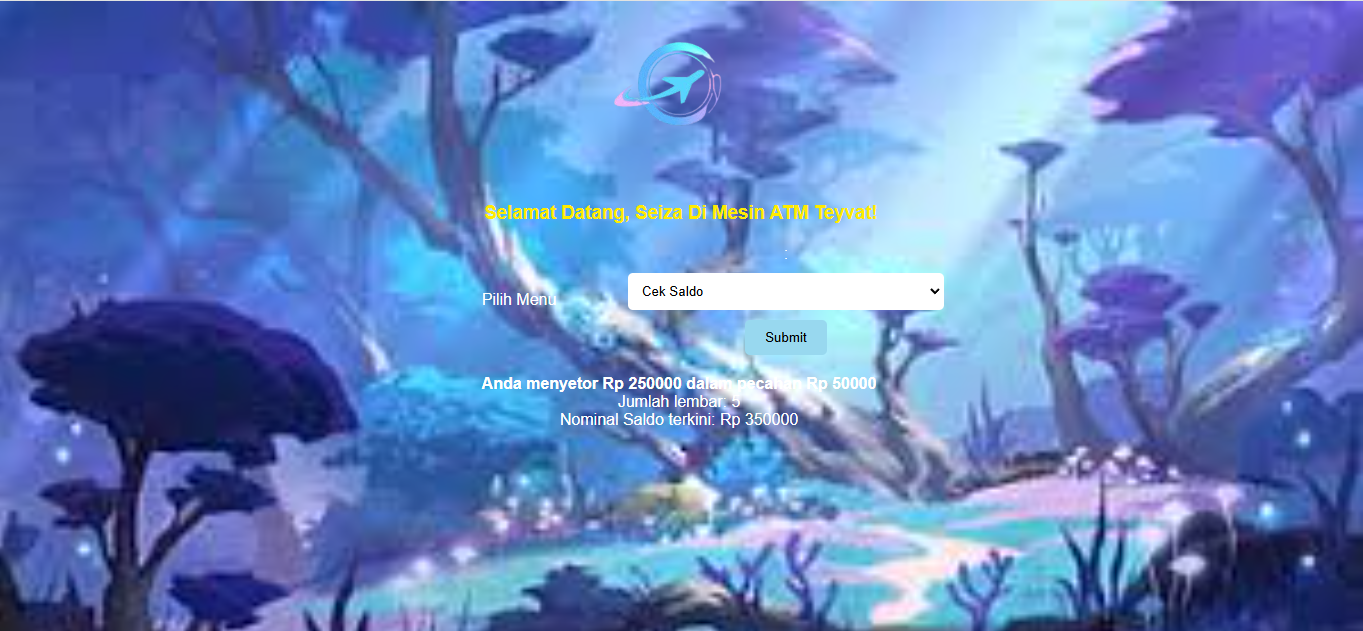 Selamat Datang, Seiza Di Mesin ATM Teyvat!
:
Pilih Menu
Cek Saldo
Submit
Anda menyetor Rp 250000 dalam pecahan Rp 50000
Jumlah lembar: 5
Nominal Saldo terkini: Rp 350000